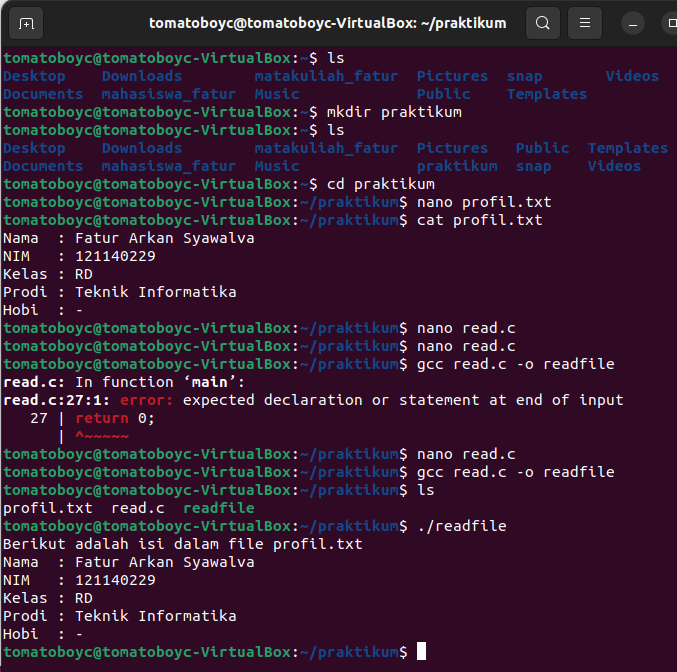 tomatoboyc@tomatoboyc-VirtualBox: ~/praktikum
tomatoboyc@tomatoboyc-VirtualBox:~$ ls
Desktop    Downloads        matakuliah_fatur  Pictures  snap       Videos
Documents  mahasiswa_fatur  Music             Public    Templates
tomatoboyc@tomatoboyc-VirtualBox:~$ mkdir praktikum
tomatoboyc@tomatoboyc-VirtualBox:~$ ls
Desktop    Downloads        matakuliah_fatur  Pictures   Public  Templates
Documents  mahasiswa_fatur  Music             praktikum  snap    Videos
tomatoboyc@tomatoboyc-VirtualBox:~$ cd praktikum
tomatoboyc@tomatoboyc-VirtualBox:~/praktikum$ nano profil.txt
tomatoboyc@tomatoboyc-VirtualBox:~/praktikum$ cat profil.txt
Nama  : Fatur Arkan Syawalva
NIM   : 121140229
Kelas : RD
Prodi : Teknik Informatika
Hobi  : -
tomatoboyc@tomatoboyc-VirtualBox:~/praktikum$ nano read.c
tomatoboyc@tomatoboyc-VirtualBox:~/praktikum$ nano read.c
tomatoboyc@tomatoboyc-VirtualBox:~/praktikum$ gcc read.c -o readfile
read.c: In function ‘main’:
read.c:27:1: error: expected declaration or statement at end of input
   27 | return 0;
      | ^~~~~~
tomatoboyc@tomatoboyc-VirtualBox:~/praktikum$ nano read.c
tomatoboyc@tomatoboyc-VirtualBox:~/praktikum$ gcc read.c -o readfile
tomatoboyc@tomatoboyc-VirtualBox:~/praktikum$ ls
profil.txt  read.c  readfile
tomatoboyc@tomatoboyc-VirtualBox:~/praktikum$ ./readfile
Berikut adalah isi dalam file profil.txt
Nama  : Fatur Arkan Syawalva
NIM   : 121140229
Kelas : RD
Prodi : Teknik Informatika
Hobi  : -
tomatoboyc@tomatoboyc-VirtualBox:~/praktikum$